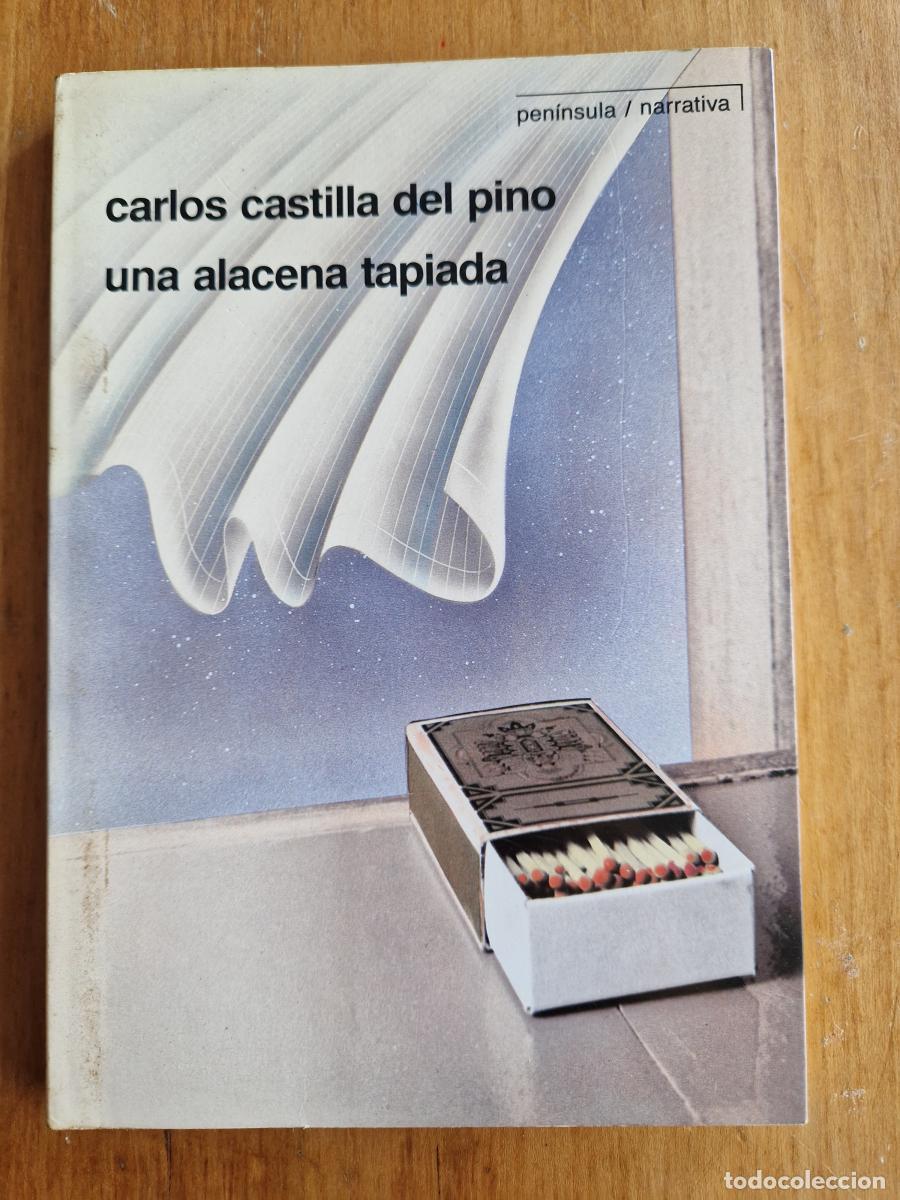 península / narrativa
carlos castilla del pino
una alacena tapiada
todocoleccion